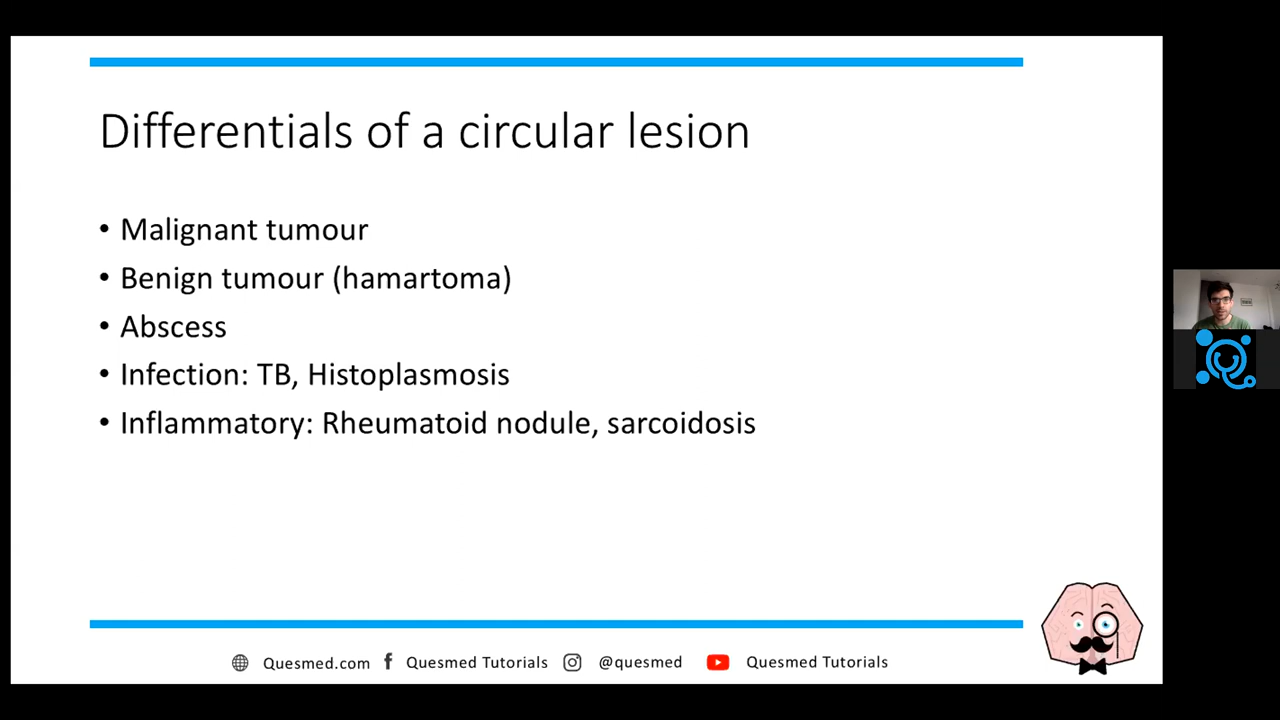 Differentials of a circular lesion
• Malignant tumour
• Benign tumour (hamartoma)
• Abscess
• Infection: TB, Histoplasmosis
• Inflammatory: Rheumatoid nodule, sarcoidosis
Quesmed.com Quesmed Tutorials @quesmed Quesmed Tutorials